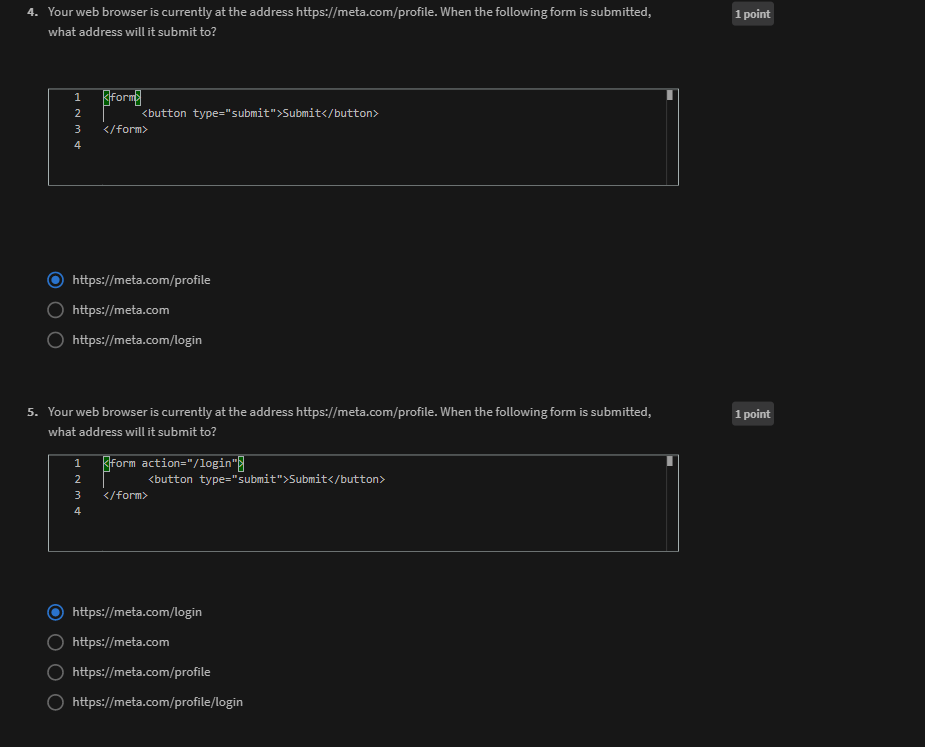 4. Your web browser is currently at the address https://meta.com/profile. When the following form is submitted,
what address will it submit to?
1 point
1 <form>
2 <button type="submit">Submit</button>
3 </form>
4
https://meta.com/profile
https://meta.com
https://meta.com/login
5. Your web browser is currently at the address https://meta.com/profile. When the following form is submitted,
what address will it submit to?
1 point
1 <form action="/login">
2 <button type="submit">Submit</button>
3 </form>
4
https://meta.com/login
https://meta.com
https://meta.com/profile
https://meta.com/profile/login